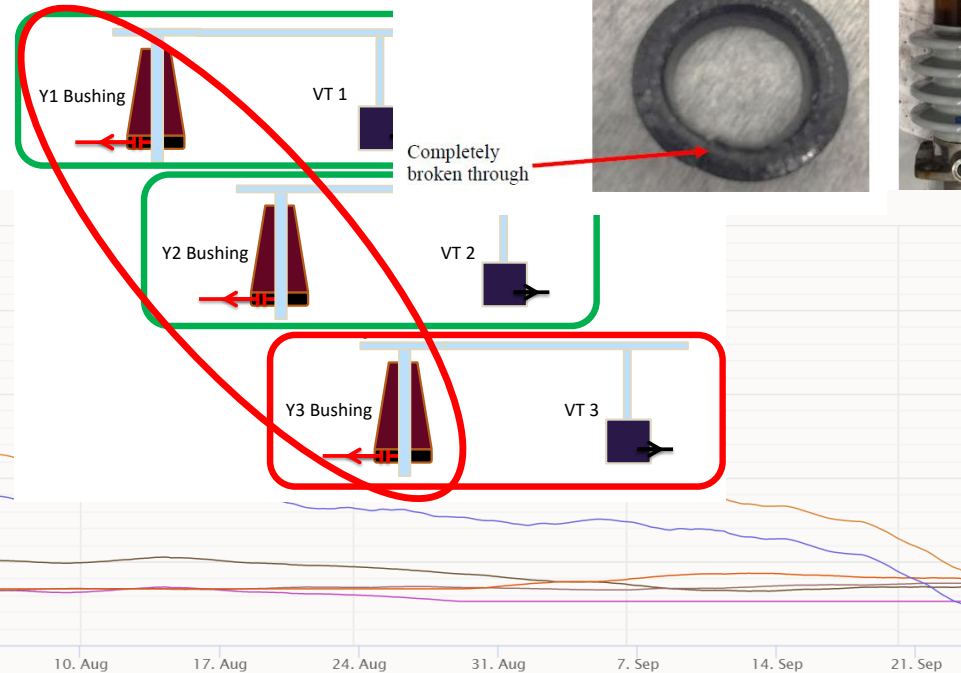 Y1 Bushing
VT 1
Completely
broken through
Y2 Bushing
VT 2
Y3 Bushing
VT 3
10. Aug
17. Aug
24. Aug
31. Aug
7. Sep
14. Sep
21. Sep